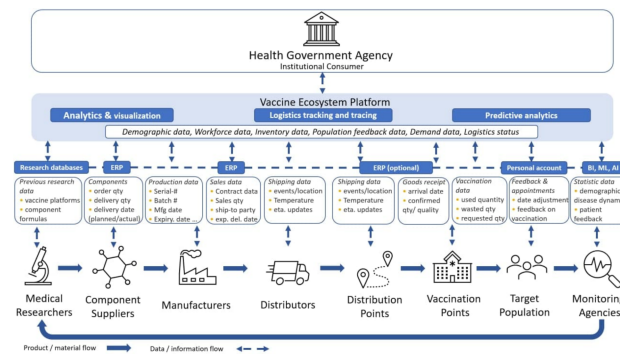 Health Government Agency
Institutional Consumer
Vaccine Ecosystem Platform
Analytics & visualization
Logistics tracking and tracing
Predictive analytics
Demographic data, Workforce data, Inventory data, Population feedback data, Demand data, Logistics status
Research databases
ERP
ERP
ERP (optional)
Personal account
BI, ML, AI
Previous research
data
vaccine platforms
component
formulas
Components
order qty
delivery qty
delivery date
(planned/actual)
Production data
Serial-#
Batch #
Mfg date
Expiry. date ...
Sales data
Contract data
Sales qty
ship-to party
exp. del. date
Shipping data
events/location
Temperature
eta. updates
Shipping data
events/location
Temperature
eta. updates
Goods receipt
arrival date
confirmed
qty/ quality
Vaccination
data
used quantity
wasted qty
requested qty
Feedback &
appointments
date adjustment
feedback on
vaccination
Statistic data
demographic
disease dynam
patient
feedback
Medical
Researchers
Component
Suppliers
Manufacturers
Distributors
Distribution
Points
Vaccination
Points
Target
Population
Monitoring
Agencies
Product / material flow
Data / information flow